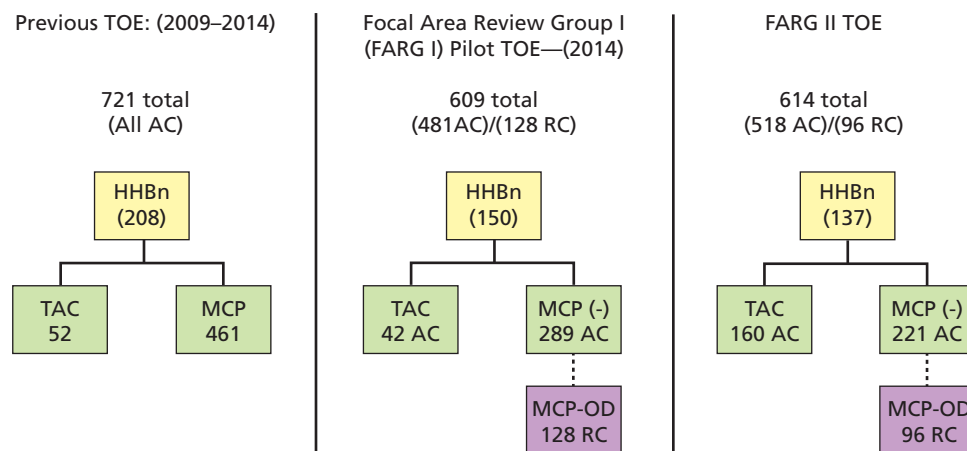 Previous TOE: (2009–2014)
721 total
(All AC)
HHBn
(208)
TAC
52
MCP
461
Focal Area Review Group I
(FARG I) Pilot TOE—(2014)
609 total
(481AC)/(128 RC)
HHBn
(150)
TAC
42 AC
MCP (-)
289 AC
MCP-OD
128 RC
FARG II TOE
614 total
(518 AC)/(96 RC)
HHBn
(137)
TAC
160 AC
MCP (-)
221 AC
MCP-OD
96 RC